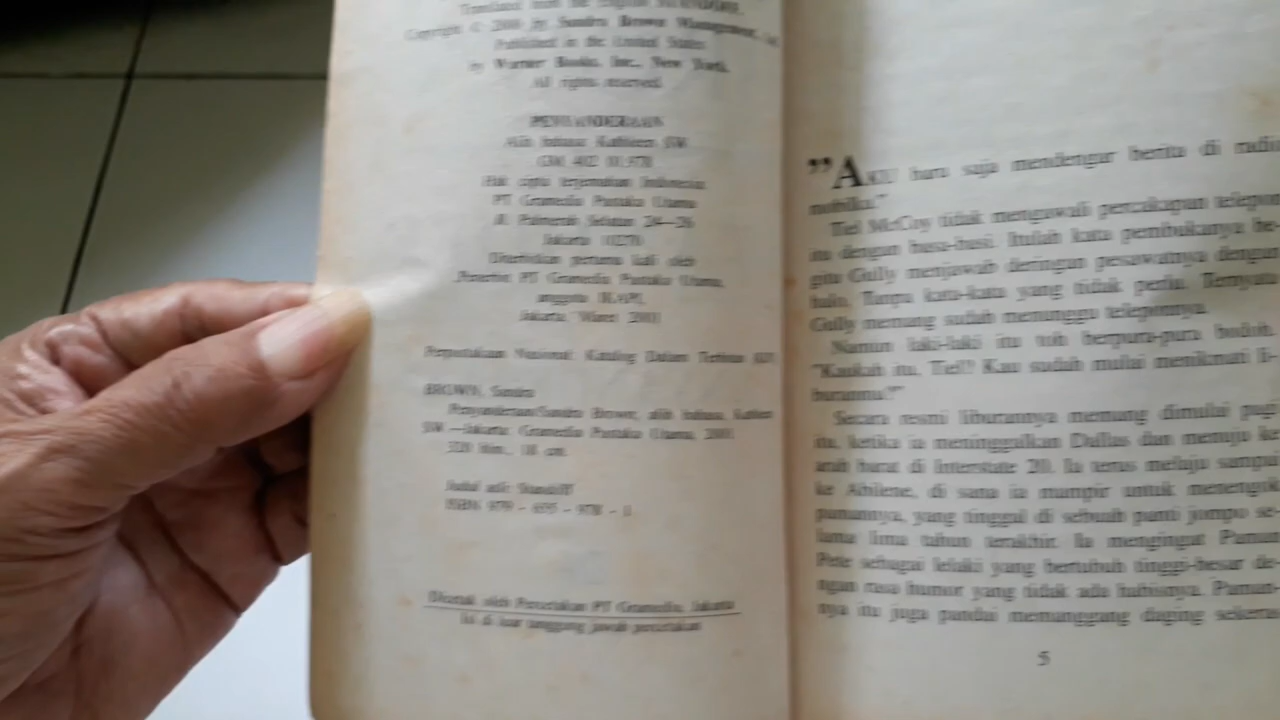 Translated from the English STANDOFF
Copyright © 2000 by Sandra Brown Management, Ltd
Published in the United States
by Warner Books, Inc., New York.
All rights reserved.
PENYANDERAAN
Alih bahasa: Kathleen SW.
GM 402 01.978
Hak cipta terjemahan Indonesia:
PT Gramedia Pustaka Utama
Jl. Palmerah Selatan 24—26
Jakarta 10270
Diterbitkan pertama kali oleh
Penerbit PT Gramedia Pustaka Utama,
anggota IKAPI,
Jakarta, Maret 2001
Perpustakaan Nasional: Katalog Dalam Terbitan
BROWN, Sandra
Penyanderaan/Sandra Brown; alih bahasa,
SW.—Jakarta: Gramedia Pustaka Utama, 2001
320 hlm., 18 cm.
Judul asli: Standoff
ISBN 979 - 655 - 978 - 1
Dicetak oleh Percetakan PT Gramedia, Jakarta
Isi di luar tanggung jawab percetakan
"AKU baru saja mendengar berita di radio
mobilku."
Tiel McCoy tidak mengawali percakapan telepon
itu dengan basa-basi. Itulah kata pembukanya be-
gitu Gully menjawab deringan pesawatnya dengan
halo. Tanpa kata-kata yang tidak perlu. Ternyata
Gully memang sudah menunggu teleponnya.
Namun laki-laki itu toh berpura-pura bodoh.
"Kaukah itu, Tiel? Kau sudah mulai menikmati li-
buranmu?"
Secara resmi liburannya memang dimulai pagi
itu, ketika ia meninggalkan Dallas dan menuju ke
arah barat di Interstate 20. Ia terus melaju sampai
ke Abilene, di sana ia mampir untuk menengok
pamannya, yang tinggal di sebuah panti jompo se-
lama lima tahun terakhir. Ia mengingat Paman
Pete sebagai lelaki yang bertubuh tinggi-besar de-
ngan rasa humor yang tidak ada habisnya. Paman-
nya itu juga pandai memanggang daging
5